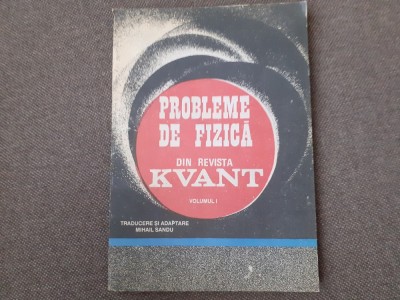 PROBLEME
DE FIZICĂ
DIN REVISTA
KVANT
VOLUMUL I
TRADUCERE ȘI ADAPTARE
MIHAIL SANDU